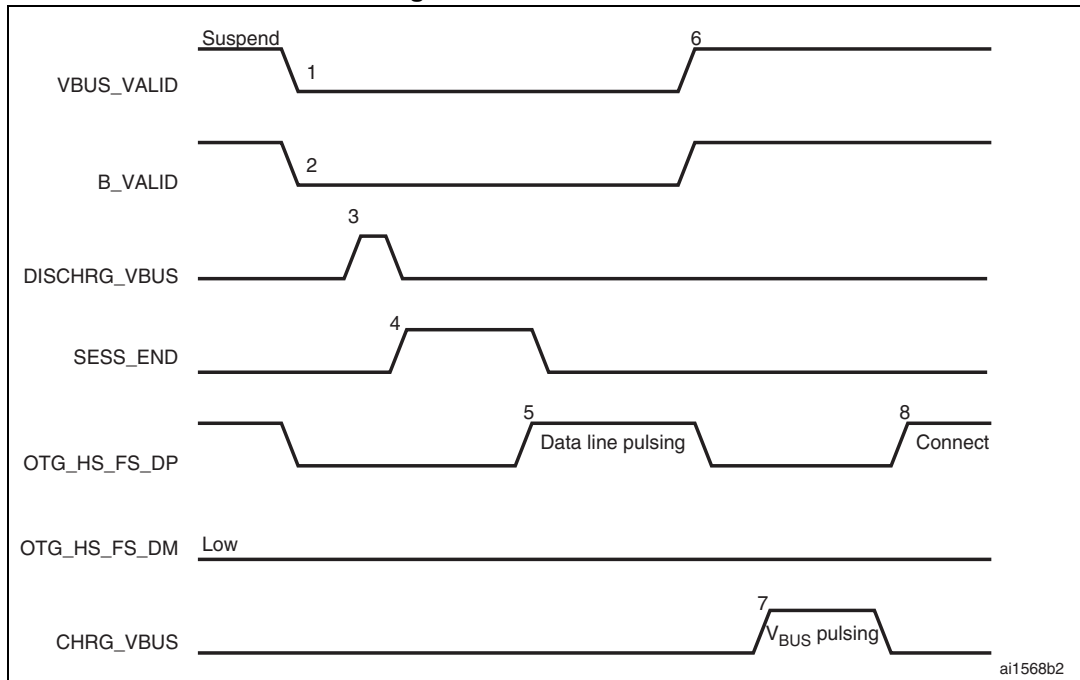 Suspend
6
VBUS_VALID
1
B_VALID
2
3
DISCHRG_VBUS
4
SESS_END
5
8
OTG_HS_FS_DP
Data line pulsing
Connect
OTG_HS_FS_DM
Low
7
CHRG_VBUS
VBUS pulsing
ai1568b2